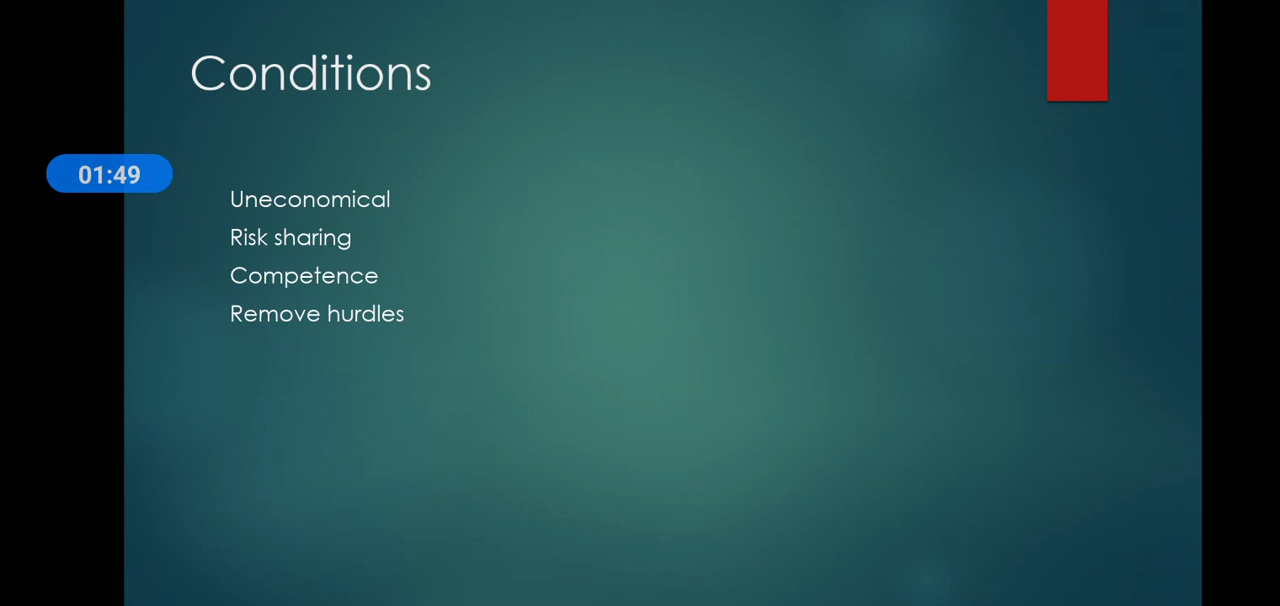 Conditions
01:49
Uneconomical
Risk sharing
Competence
Remove hurdles